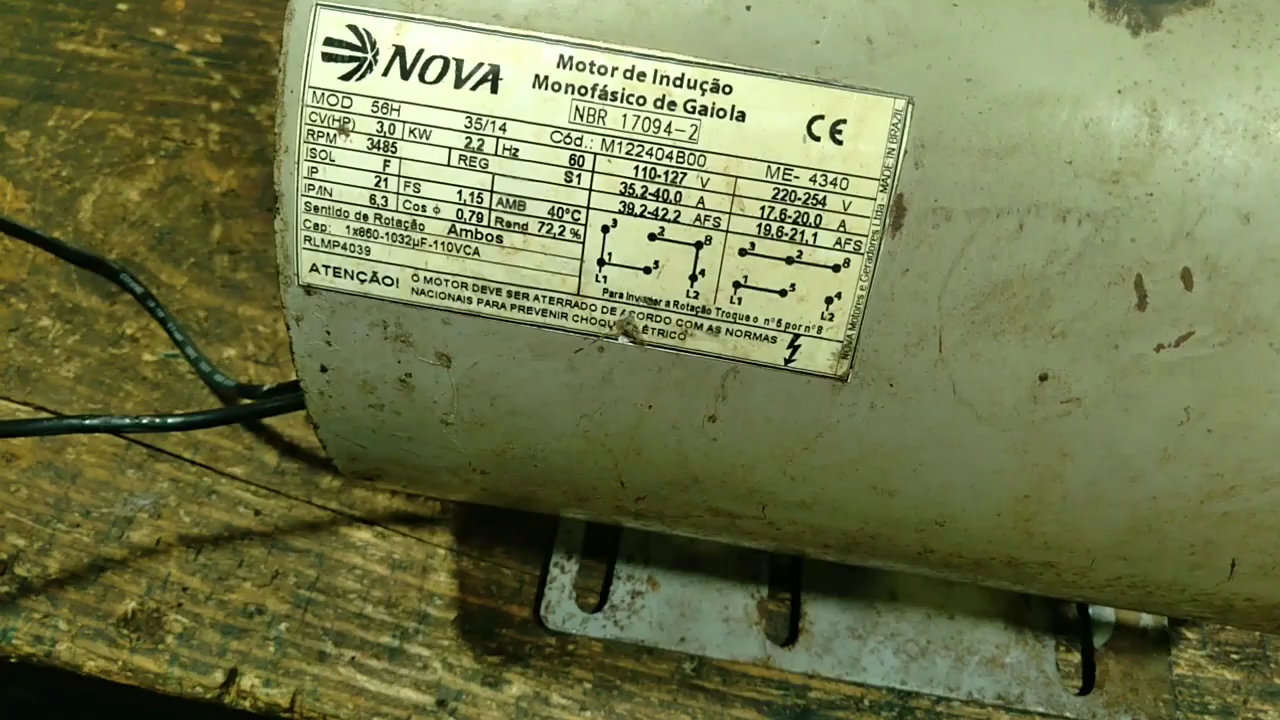 NOVA
Motor de Indução
Monofásico de Gaiola
NBR 17094-2
CE
MOD 56H 35/14 Cód.: M122404B00 ME- 4340
CV(HP) 3,0 KW 2,2 Hz 60 110-127 V 220-254 V
RPM 3485 REG S1 35.2-40.0 A 17.6-20.0 A
ISOL F 39.2-42.2 AFS 19,6-21,1 AFS
IP 21 FS 1,15 AMB 40°C
IP/IN 6,3 Cos φ 0,79 Rend 72,2 %
Sentido de Rotação Ambos
Cap: 1x860-1032µF-110VCA
RLMP4039
3 2 8
1 5 4
L1 L2
3 2 8
1 5 4
L1 L2
Para Inverter a Rotação Troque o nº5 por nº8
ATENÇÃO! O MOTOR DEVE SER ATERRADO DE ACORDO COM AS NORMAS
NACIONAIS PARA PREVENIR CHOQUE ELÉTRICO
NOVA Motores e Geradores Ltda - MADE IN BRAZIL